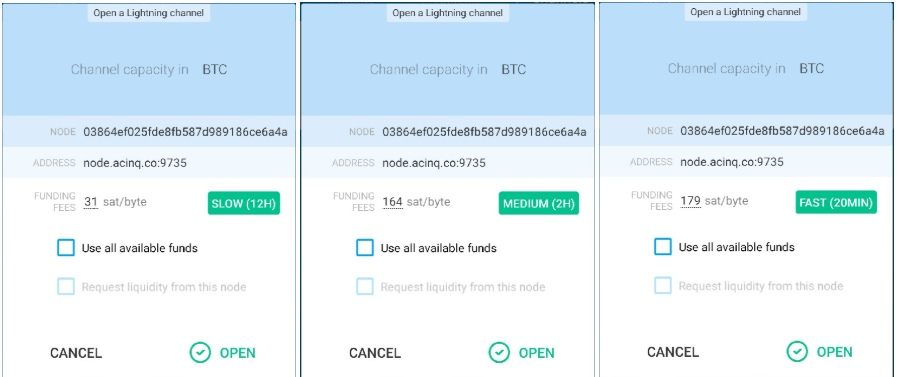 Open a Lightning channel
Channel capacity in BTC
NODE 03864ef025fde8fb587d989186ce6a4a
ADDRESS node.acinq.co:9735
FUNDING FEES 31 sat/byte SLOW (12H)
Use all available funds
Request liquidity from this node
CANCEL OPEN
Open a Lightning channel
Channel capacity in BTC
NODE 03864ef025fde8fb587d989186ce6a4a
ADDRESS node.acinq.co:9735
FUNDING FEES 164 sat/byte MEDIUM (2H)
Use all available funds
Request liquidity from this node
CANCEL OPEN
Open a Lightning channel
Channel capacity in BTC
NODE 03864ef025fde8fb587d989186ce6a4a
ADDRESS node.acinq.co:9735
FUNDING FEES 179 sat/byte FAST (20MIN)
Use all available funds
Request liquidity from this node
CANCEL OPEN